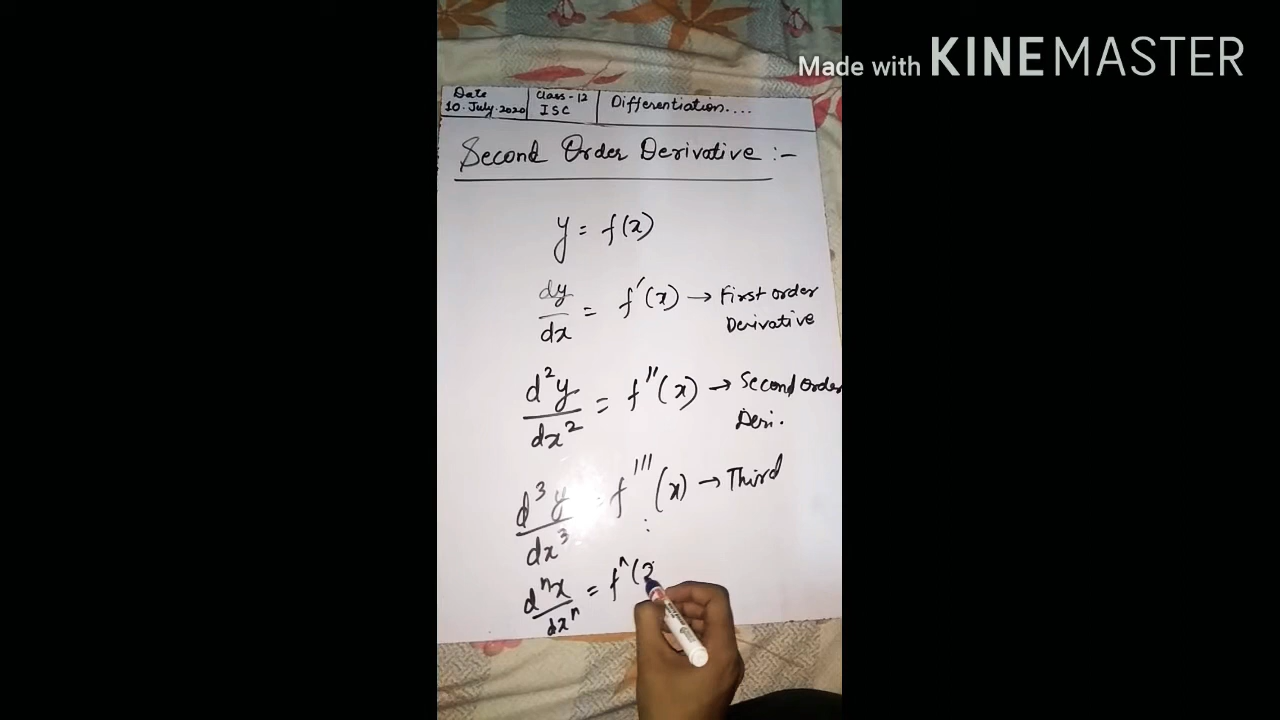 Made with KINEMASTER
Date
10.July.2020
Class-12
ISC
Differentiation....
Second Order Derivative :-
y = f(x)
dy/dx = f'(x) → First order
Derivative
d²y/dx² = f''(x) → Second Order
Deri.
d³y/dx³ = f'''(x) → Third
:
dⁿx/dxⁿ = fⁿ(x